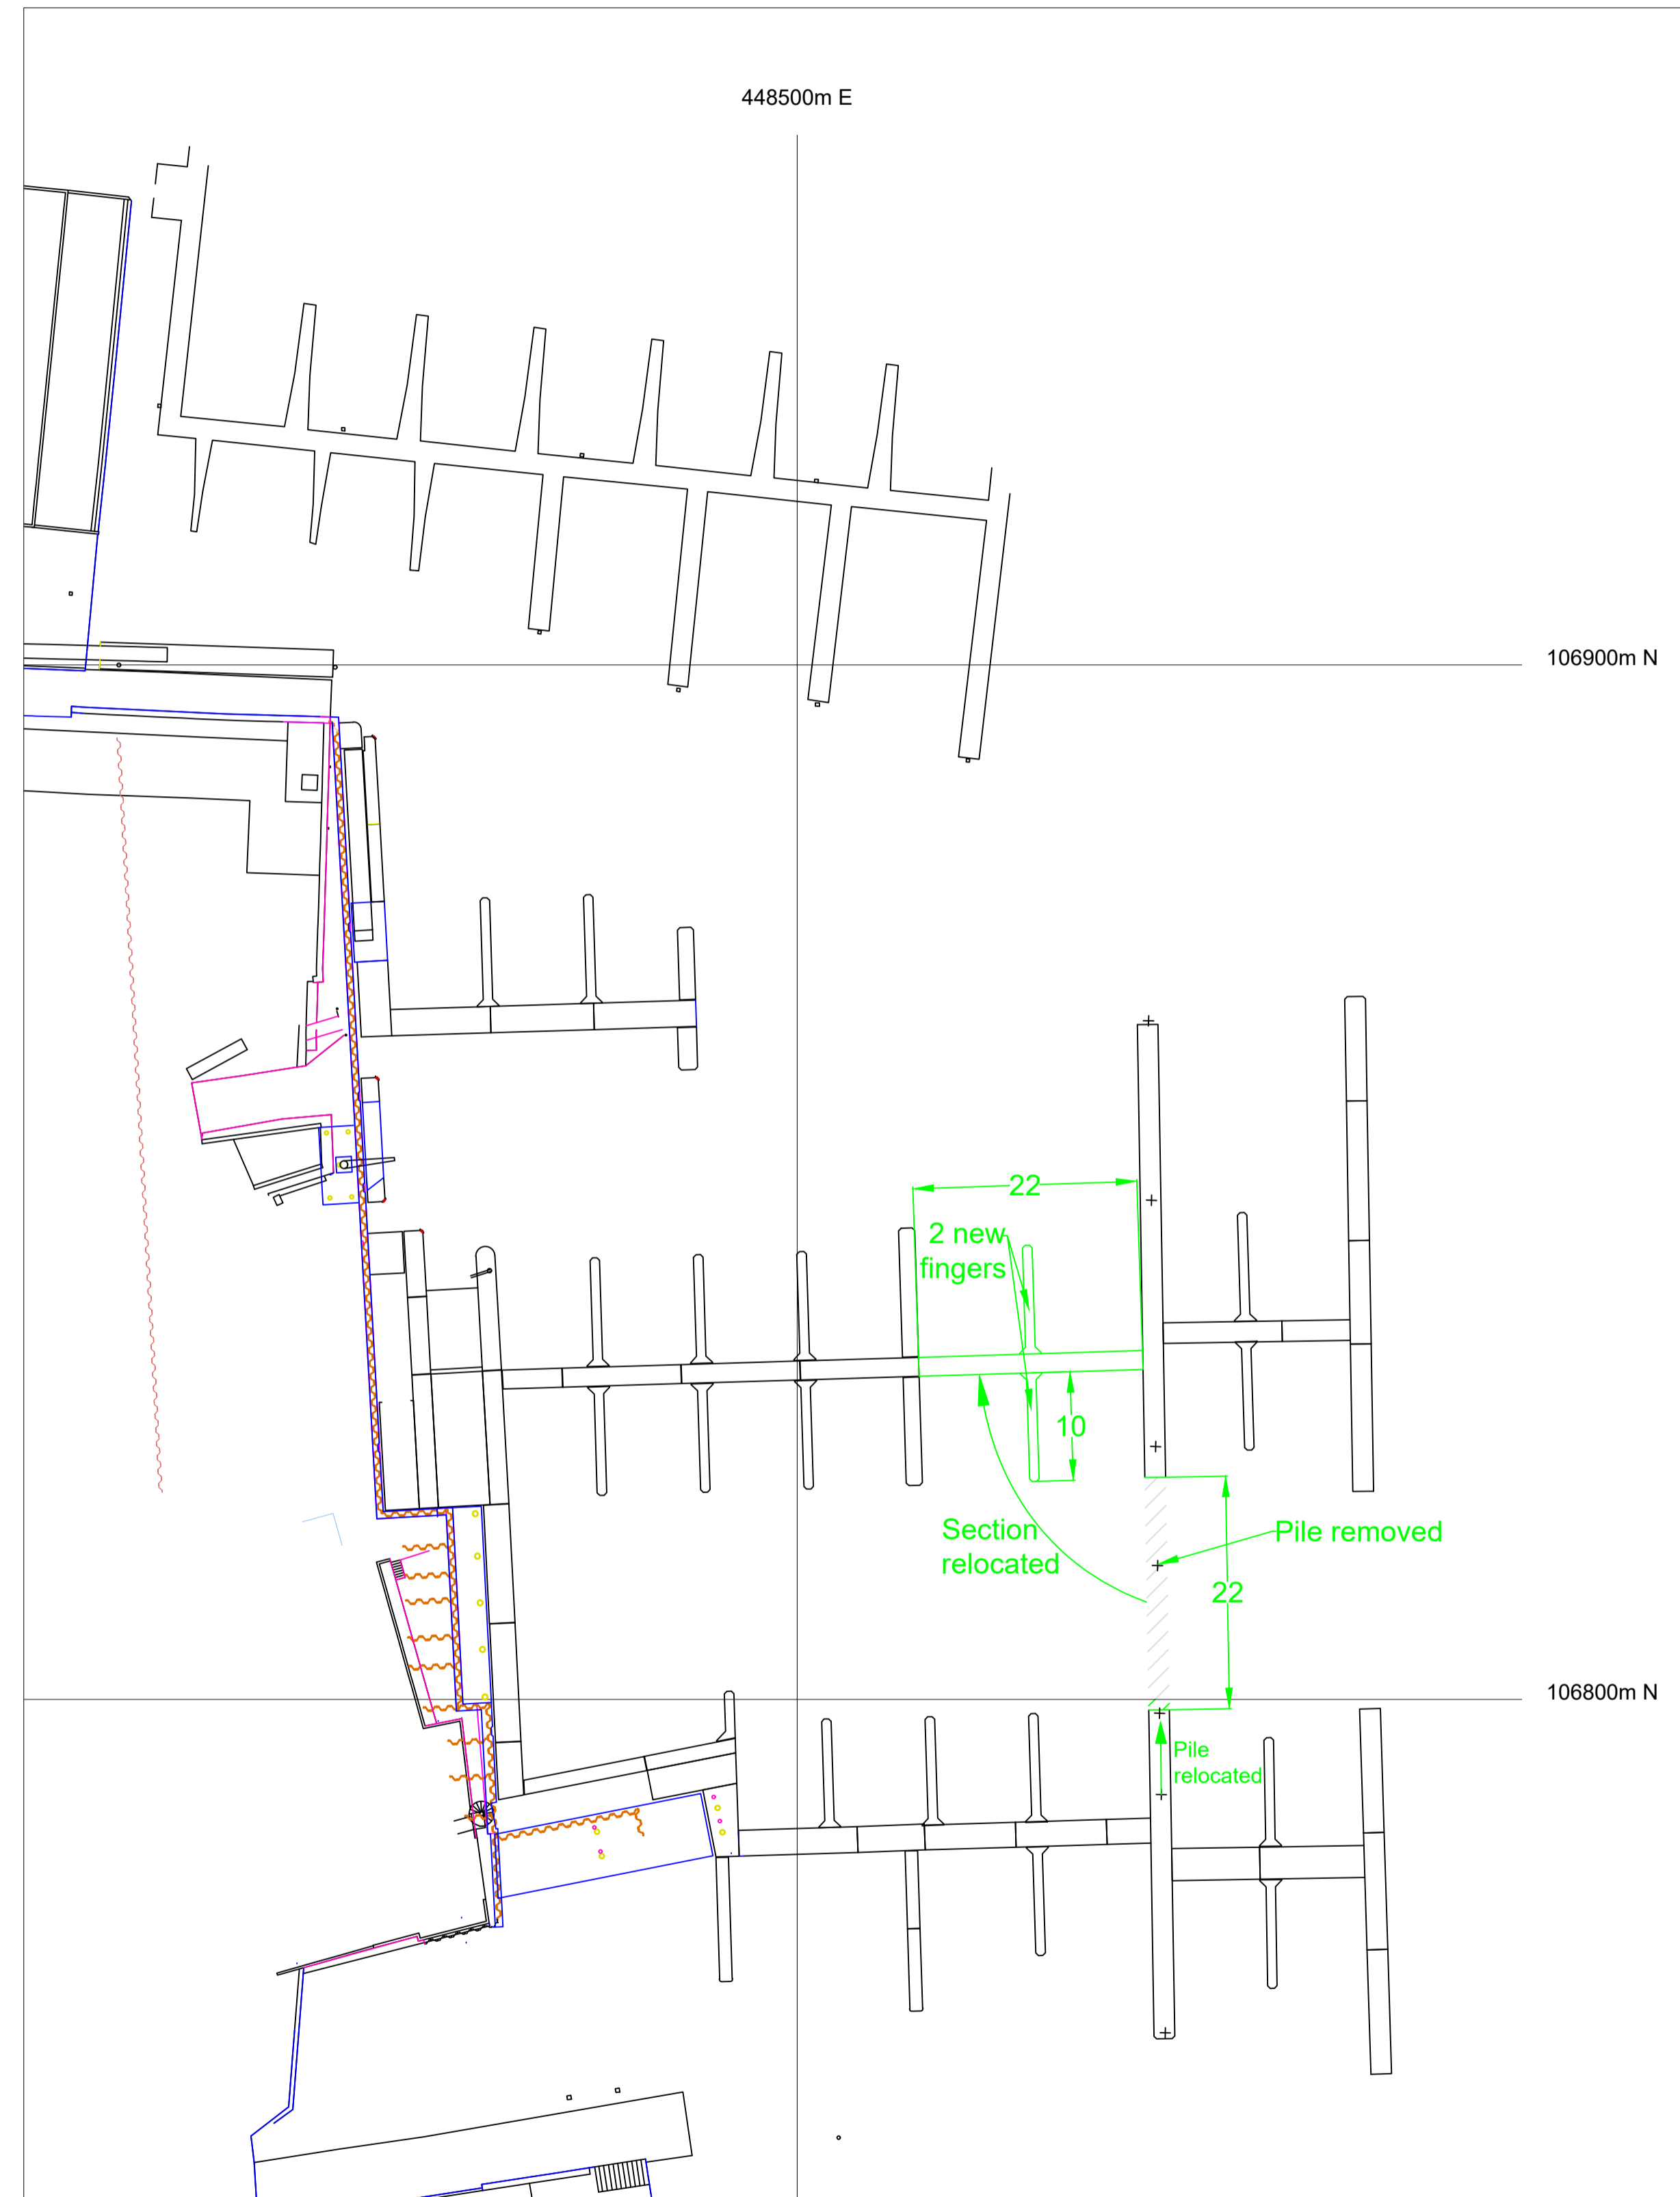 448500m E
106900m N
22
2 new
fingers
10
Section
relocated
Pile removed
22
106800m N
Pile
relocated